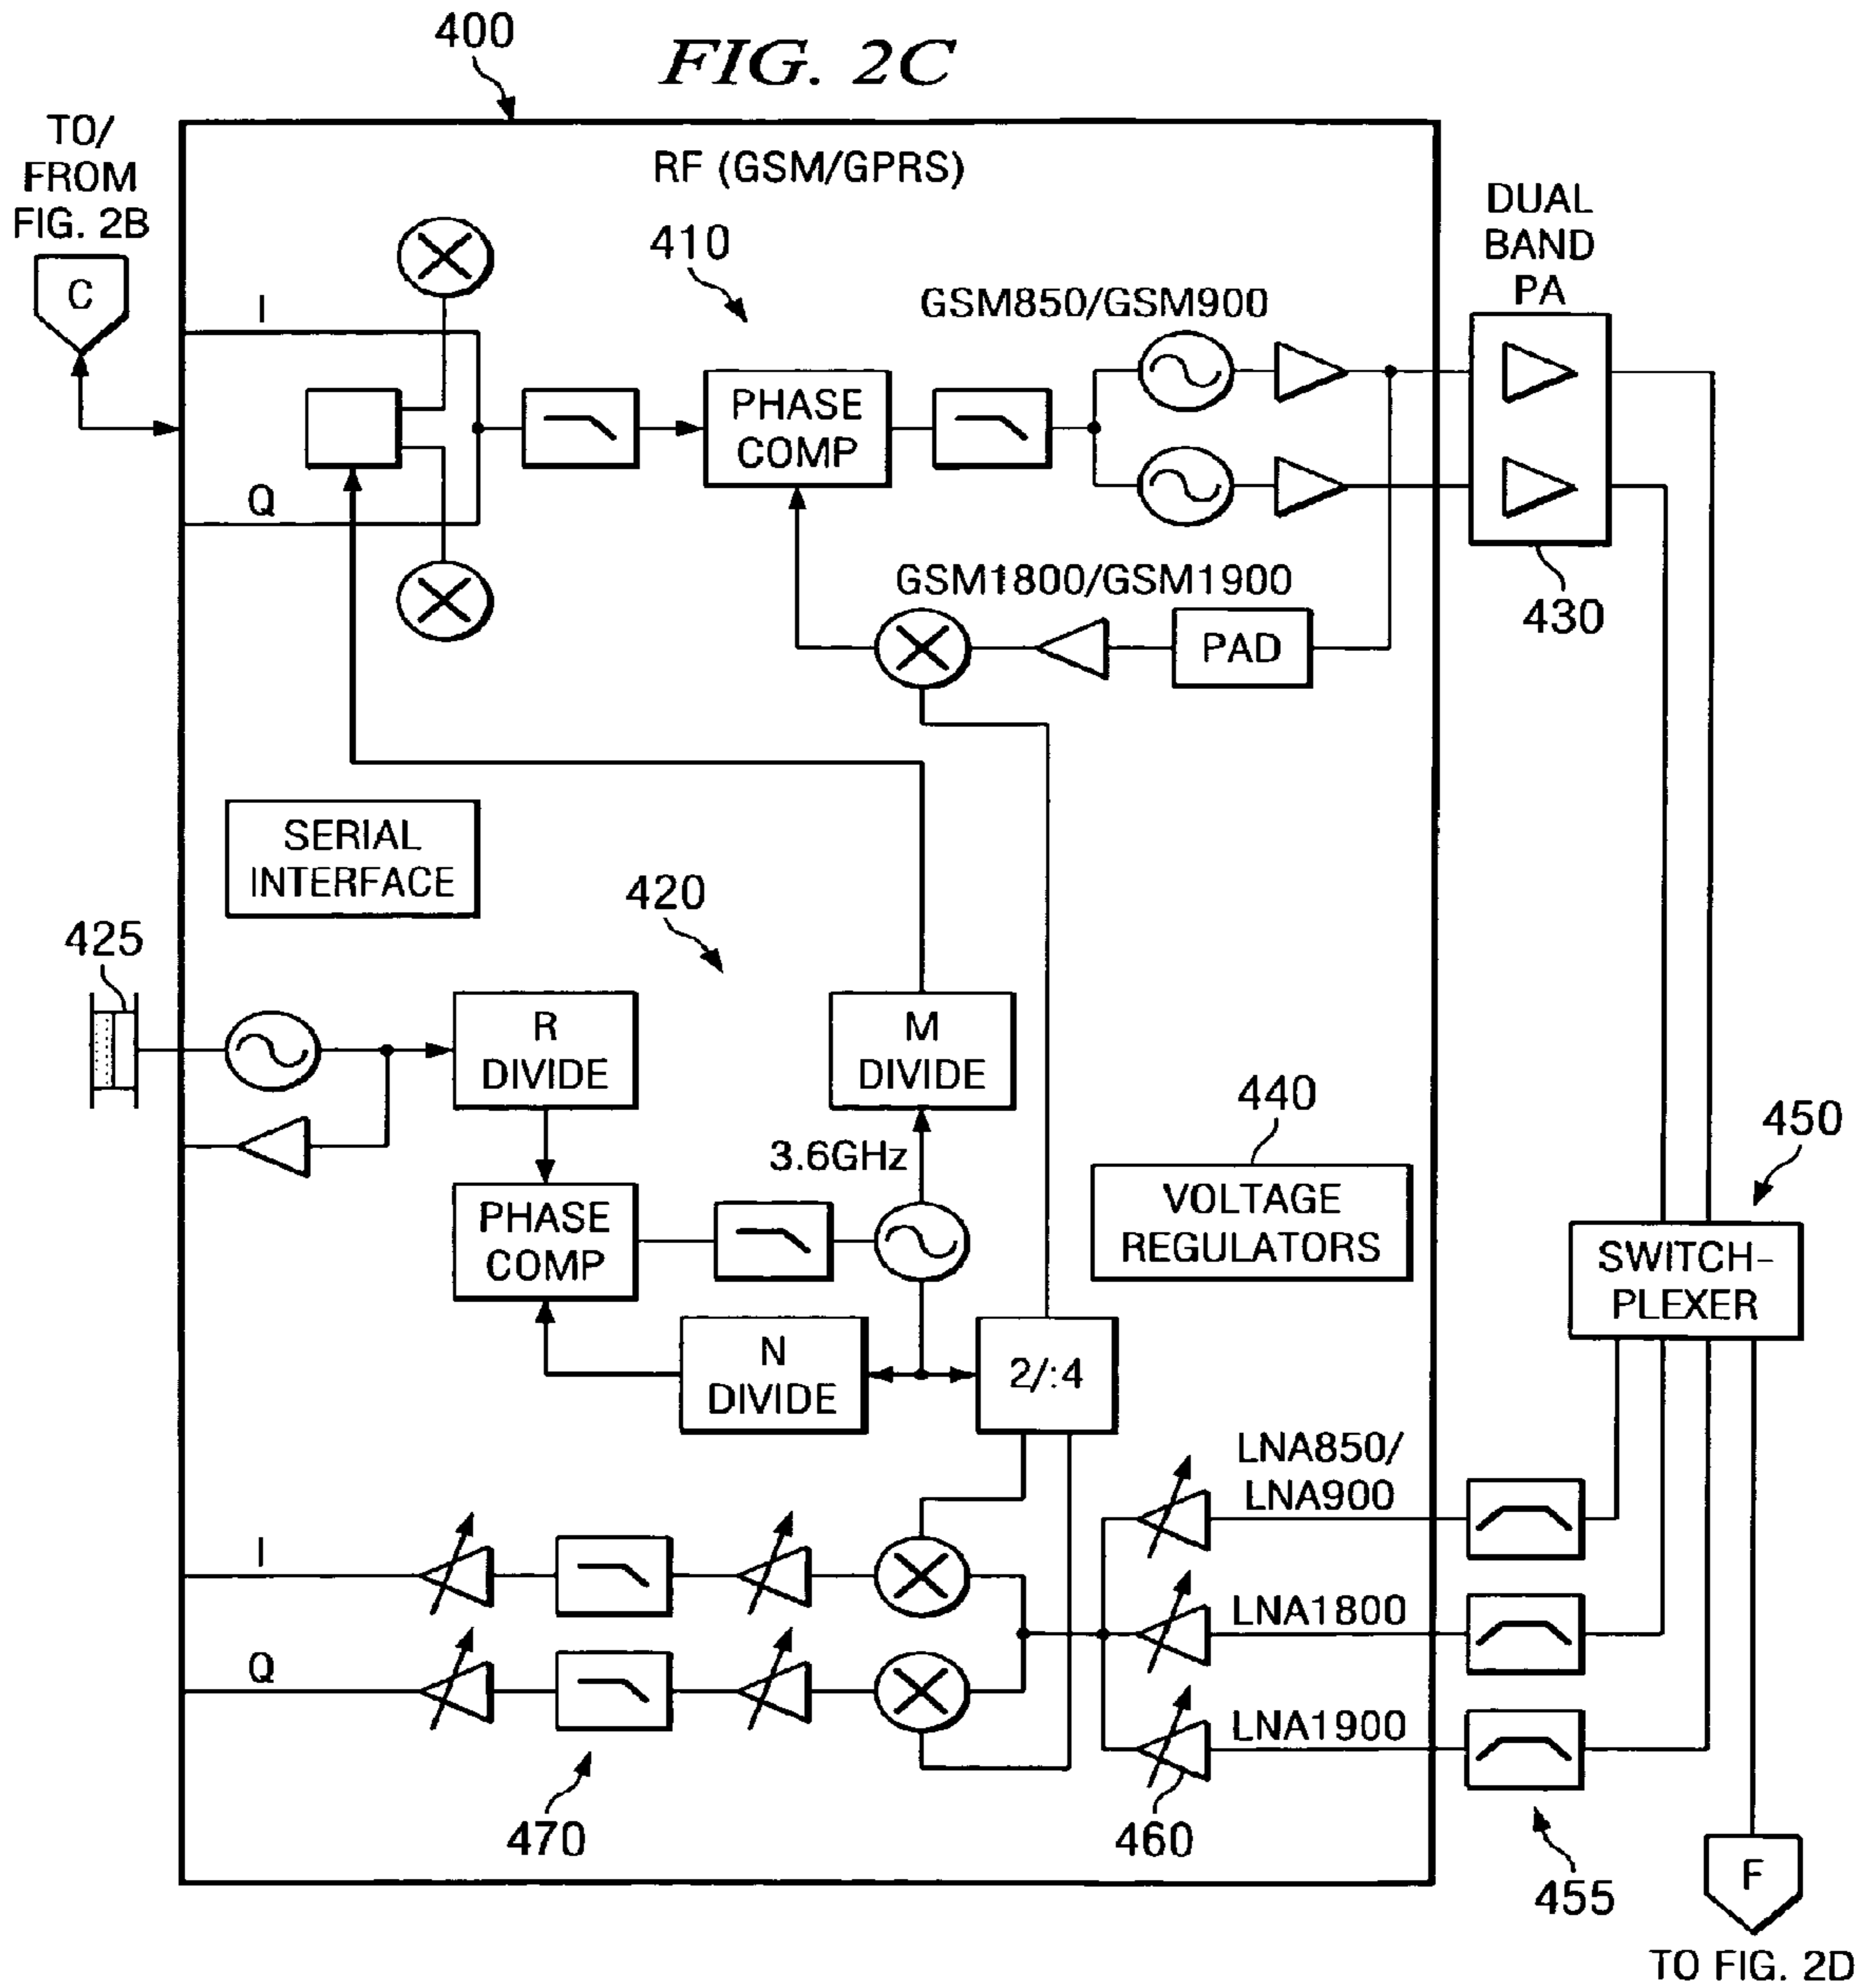 FIG. 2C
400
TO/
FROM
FIG. 2B
C
RF (GSM/GPRS)
410
DUAL
BAND
PA
I
GSM850/GSM900
PHASE
COMP
Q
GSM1800/GSM1900
430
PAD
SERIAL
INTERFACE
420
425
R
DIVIDE
M
DIVIDE
440
3.6GHz
450
PHASE
COMP
VOLTAGE
REGULATORS
SWITCH-
PLEXER
N
DIVIDE
2/:4
LNA850/
LNA900
I
LNA1800
Q
LNA1900
470
460
455
F
TO FIG. 2D